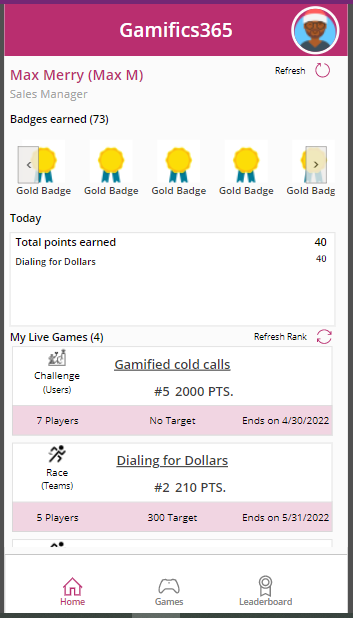 Gamifics365
Max Merry (Max M)
Refresh
Sales Manager
Badges earned (73)
‹ ›
Gold Badge Gold Badge Gold Badge Gold Badge Gold Badg
Today
Total points earned 40
Dialing for Dollars 40
My Live Games (4) Refresh Rank
Gamified cold calls
Challenge
(Users)
#5 2000 PTS.
7 Players No Target Ends on 4/30/2022
Dialing for Dollars
Race
(Teams)
#2 210 PTS.
5 Players 300 Target Ends on 5/31/2022
Home Games Leaderboard